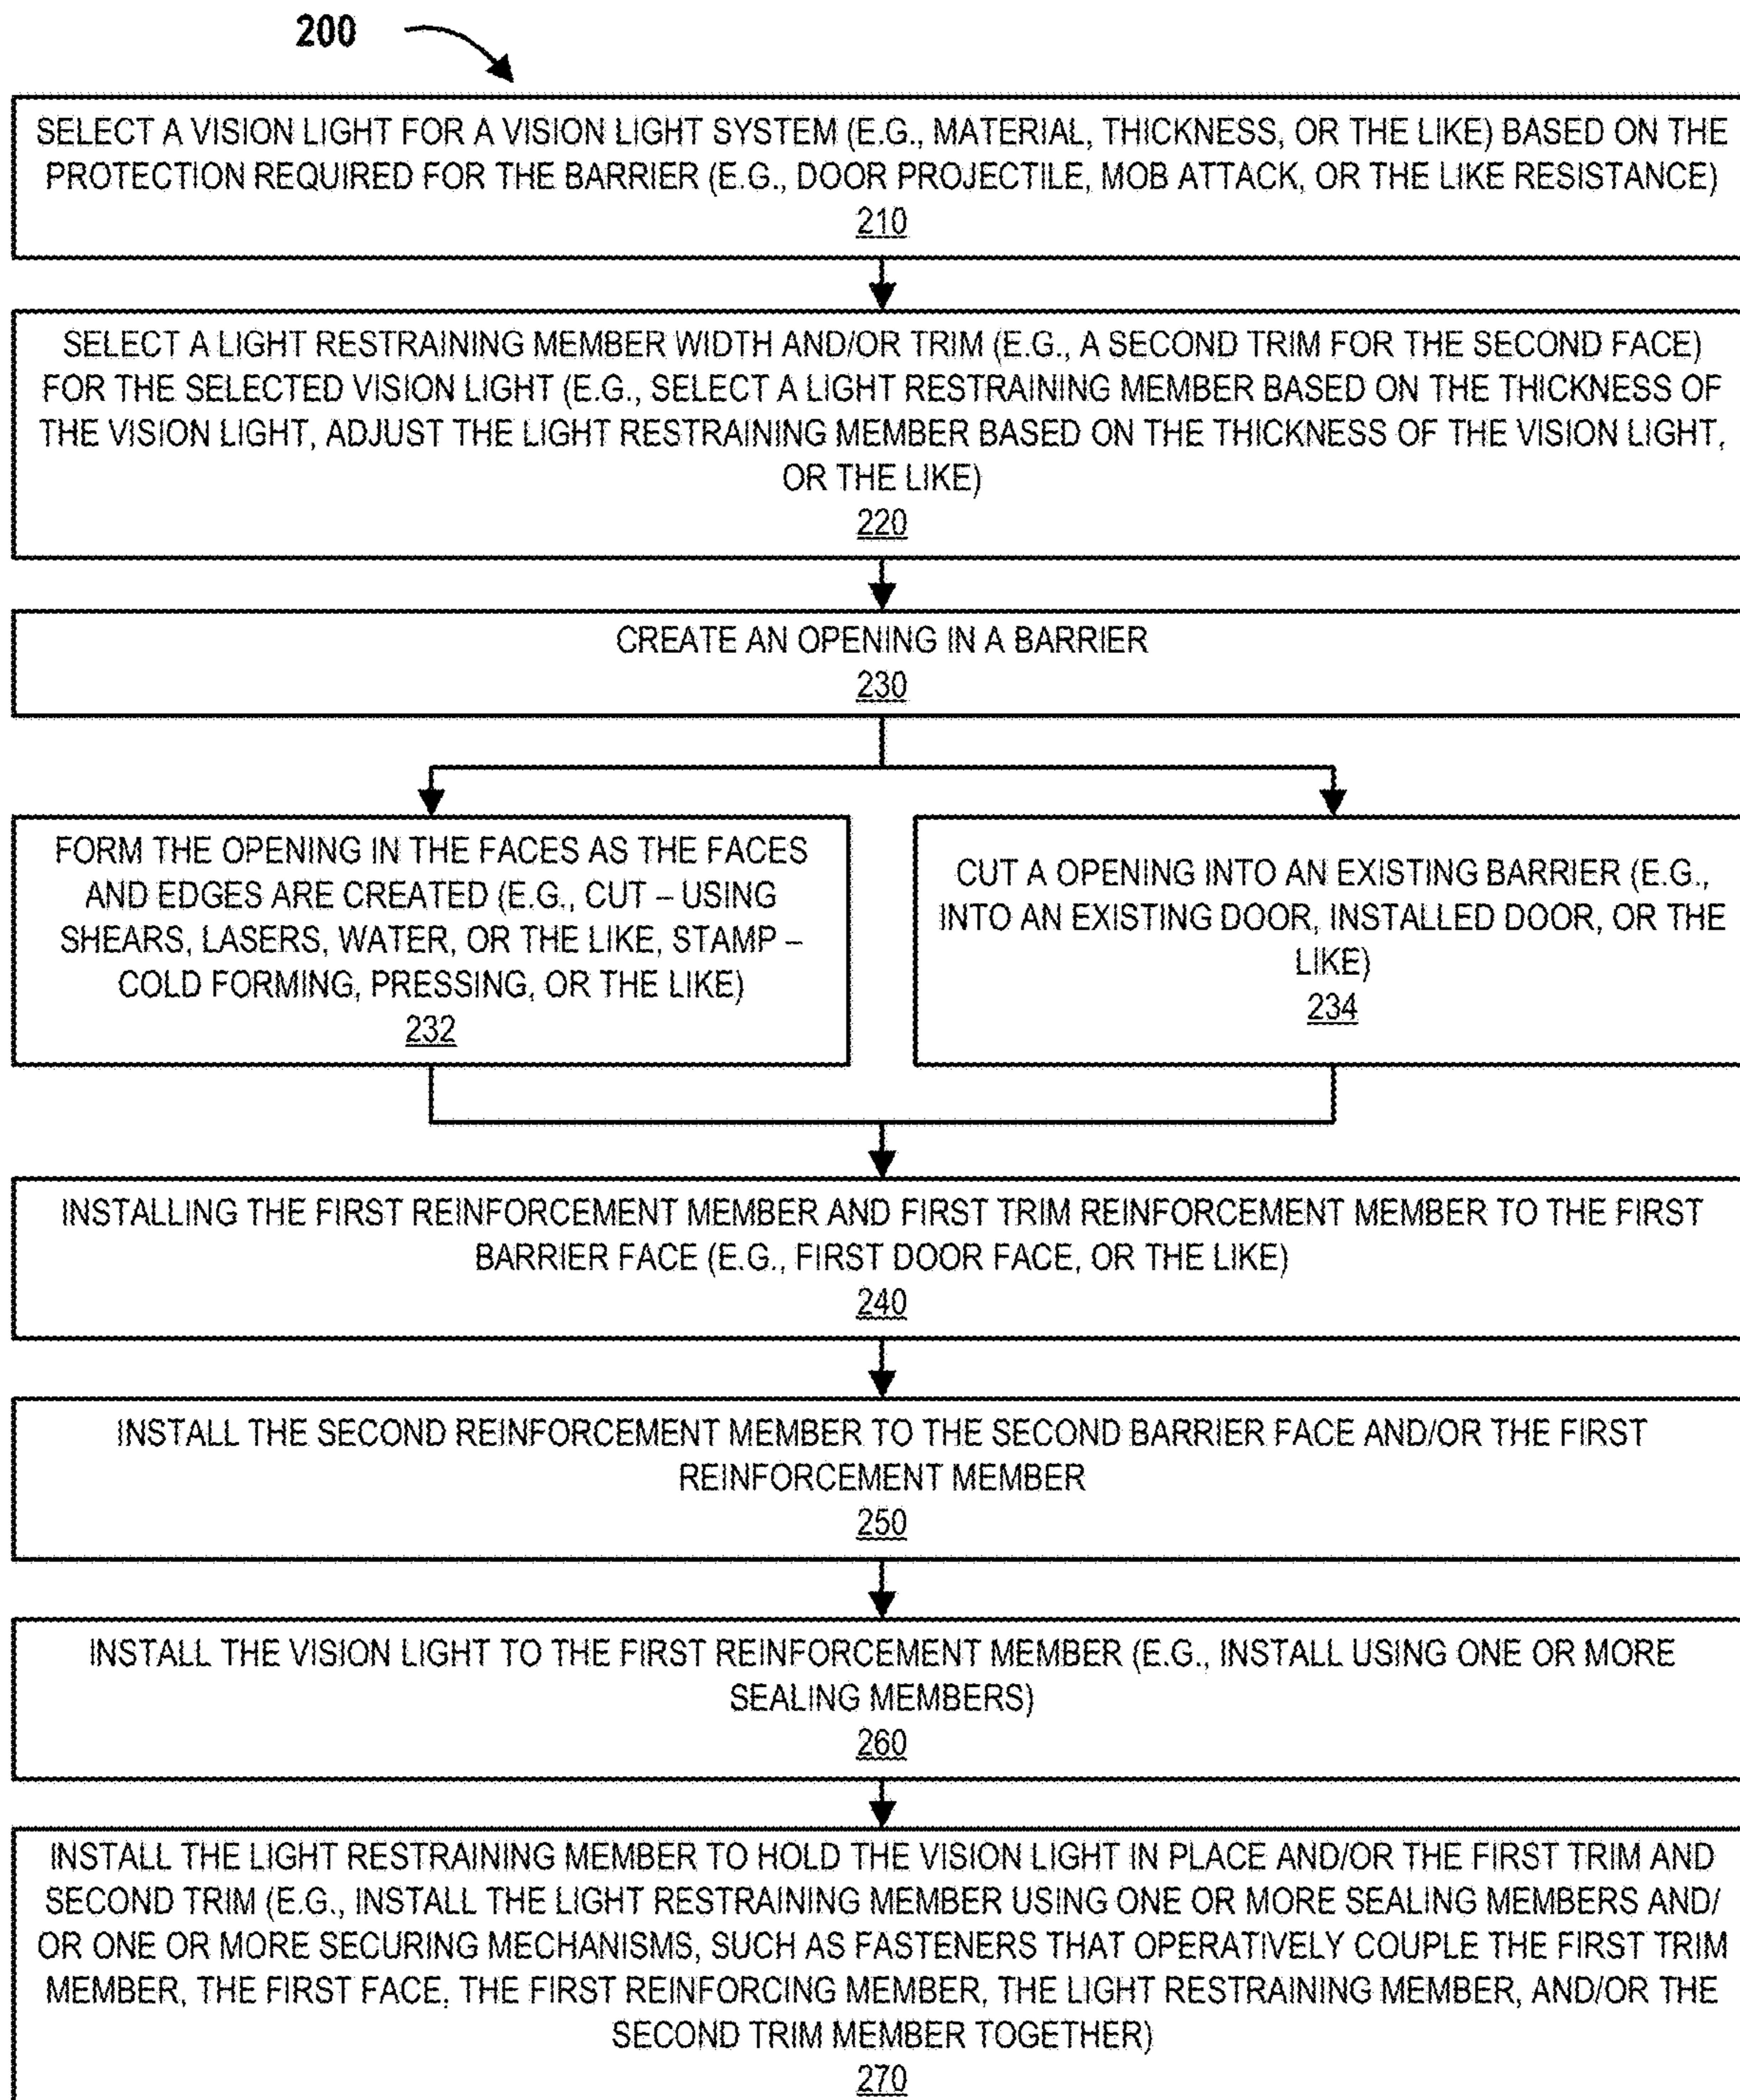 200
SELECT A VISION LIGHT FOR A VISION LIGHT SYSTEM (E.G., MATERIAL, THICKNESS, OR THE LIKE) BASED ON THE
PROTECTION REQUIRED FOR THE BARRIER (E.G., DOOR PROJECTILE, MOB ATTACK, OR THE LIKE RESISTANCE)
210
SELECT A LIGHT RESTRAINING MEMBER WIDTH AND/OR TRIM (E.G., A SECOND TRIM FOR THE SECOND FACE)
FOR THE SELECTED VISION LIGHT (E.G., SELECT A LIGHT RESTRAINING MEMBER BASED ON THE THICKNESS OF
THE VISION LIGHT, ADJUST THE LIGHT RESTRAINING MEMBER BASED ON THE THICKNESS OF THE VISION LIGHT,
OR THE LIKE)
220
CREATE AN OPENING IN A BARRIER
230
FORM THE OPENING IN THE FACES AS THE FACES
AND EDGES ARE CREATED (E.G., CUT – USING
SHEARS, LASERS, WATER, OR THE LIKE, STAMP –
COLD FORMING, PRESSING, OR THE LIKE)
232
CUT A OPENING INTO AN EXISTING BARRIER (E.G.,
INTO AN EXISTING DOOR, INSTALLED DOOR, OR THE
LIKE)
234
INSTALLING THE FIRST REINFORCEMENT MEMBER AND FIRST TRIM REINFORCEMENT MEMBER TO THE FIRST
BARRIER FACE (E.G., FIRST DOOR FACE, OR THE LIKE)
240
INSTALL THE SECOND REINFORCEMENT MEMBER TO THE SECOND BARRIER FACE AND/OR THE FIRST
REINFORCEMENT MEMBER
250
INSTALL THE VISION LIGHT TO THE FIRST REINFORCEMENT MEMBER (E.G., INSTALL USING ONE OR MORE
SEALING MEMBERS)
260
INSTALL THE LIGHT RESTRAINING MEMBER TO HOLD THE VISION LIGHT IN PLACE AND/OR THE FIRST TRIM AND
SECOND TRIM (E.G., INSTALL THE LIGHT RESTRAINING MEMBER USING ONE OR MORE SEALING MEMBERS AND/
OR ONE OR MORE SECURING MECHANISMS, SUCH AS FASTENERS THAT OPERATIVELY COUPLE THE FIRST TRIM
MEMBER, THE FIRST FACE, THE FIRST REINFORCING MEMBER, THE LIGHT RESTRAINING MEMBER, AND/OR THE
SECOND TRIM MEMBER TOGETHER)
270